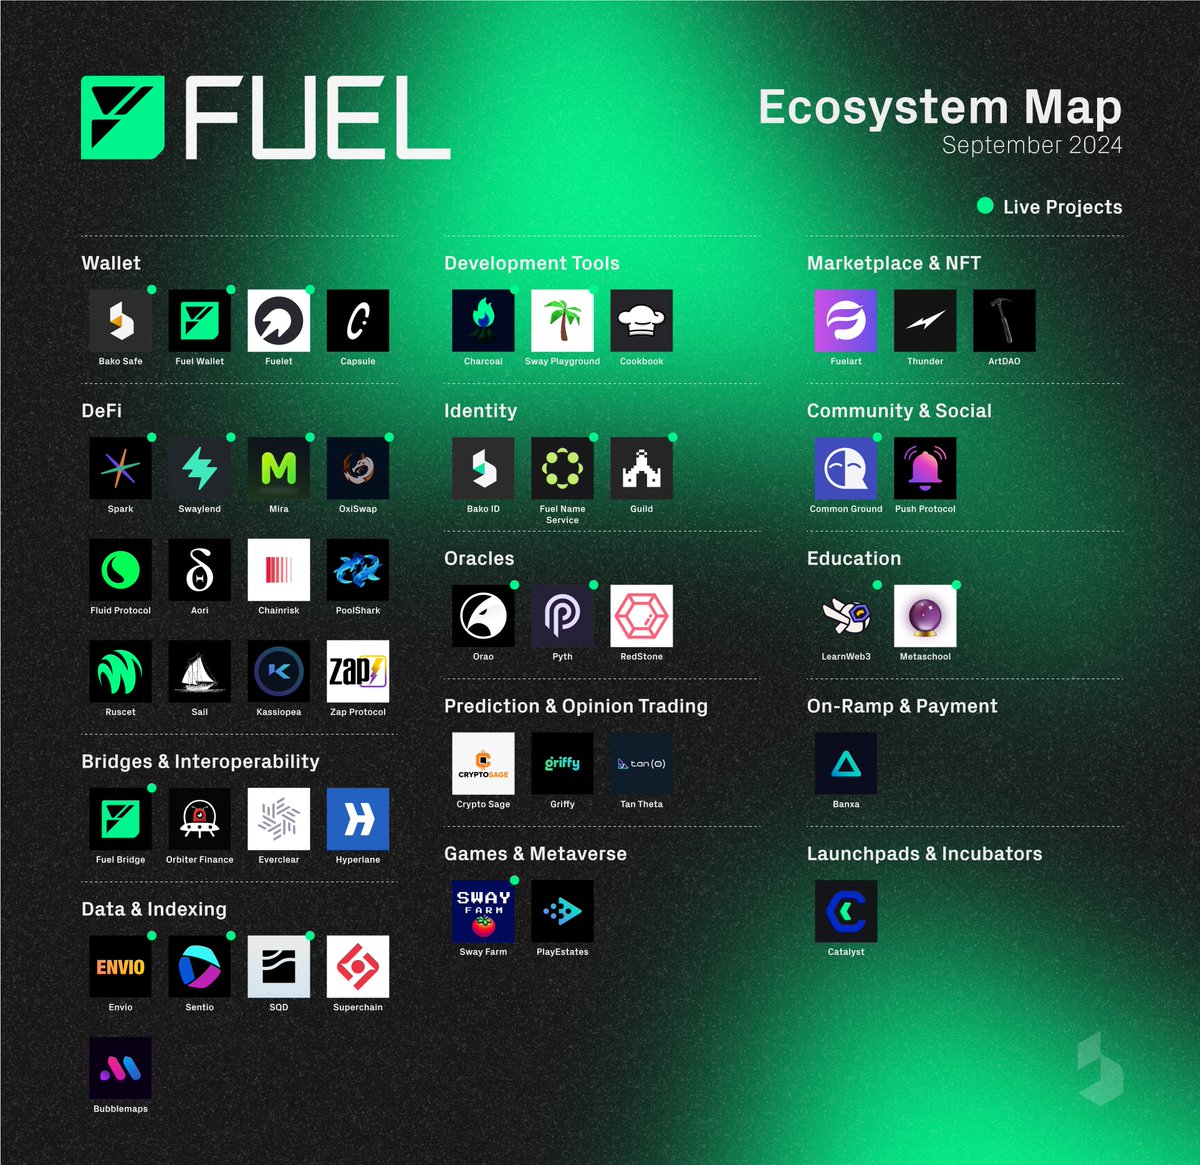 FUEL
Ecosystem Map
September 2024
Live Projects
Wallet
Bako Safe
Fuel Wallet
Fuelet
Capsule
DeFi
Spark
Swaylend
Mira
OxiSwap
Fluid Protocol
Aori
Chainrisk
PoolShark
Ruscet
Sail
Kassiopea
zap
Zap Protocol
Bridges & Interoperability
Fuel Bridge
Orbiter Finance
Everclear
Hyperlane
Data & Indexing
ENVIO
Envio
Sentio
SQD
Superchain
Bubblemaps
Development Tools
Charcoal
Sway Playground
Cookbook
Identity
Bako ID
Fuel Name
Service
Guild
Oracles
Orao
Pyth
RedStone
Prediction & Opinion Trading
CRYPTOSAGE
Crypto Sage
griffy
Griffy
tan(Θ)
Tan Theta
Games & Metaverse
SWAY
FARM
Sway Farm
PlayEstates
Marketplace & NFT
Fuelart
Thunder
ArtDAO
Community & Social
Common Ground
Push Protocol
Education
LearnWeb3
Metaschool
On-Ramp & Payment
Banxa
Launchpads & Incubators
Catalyst